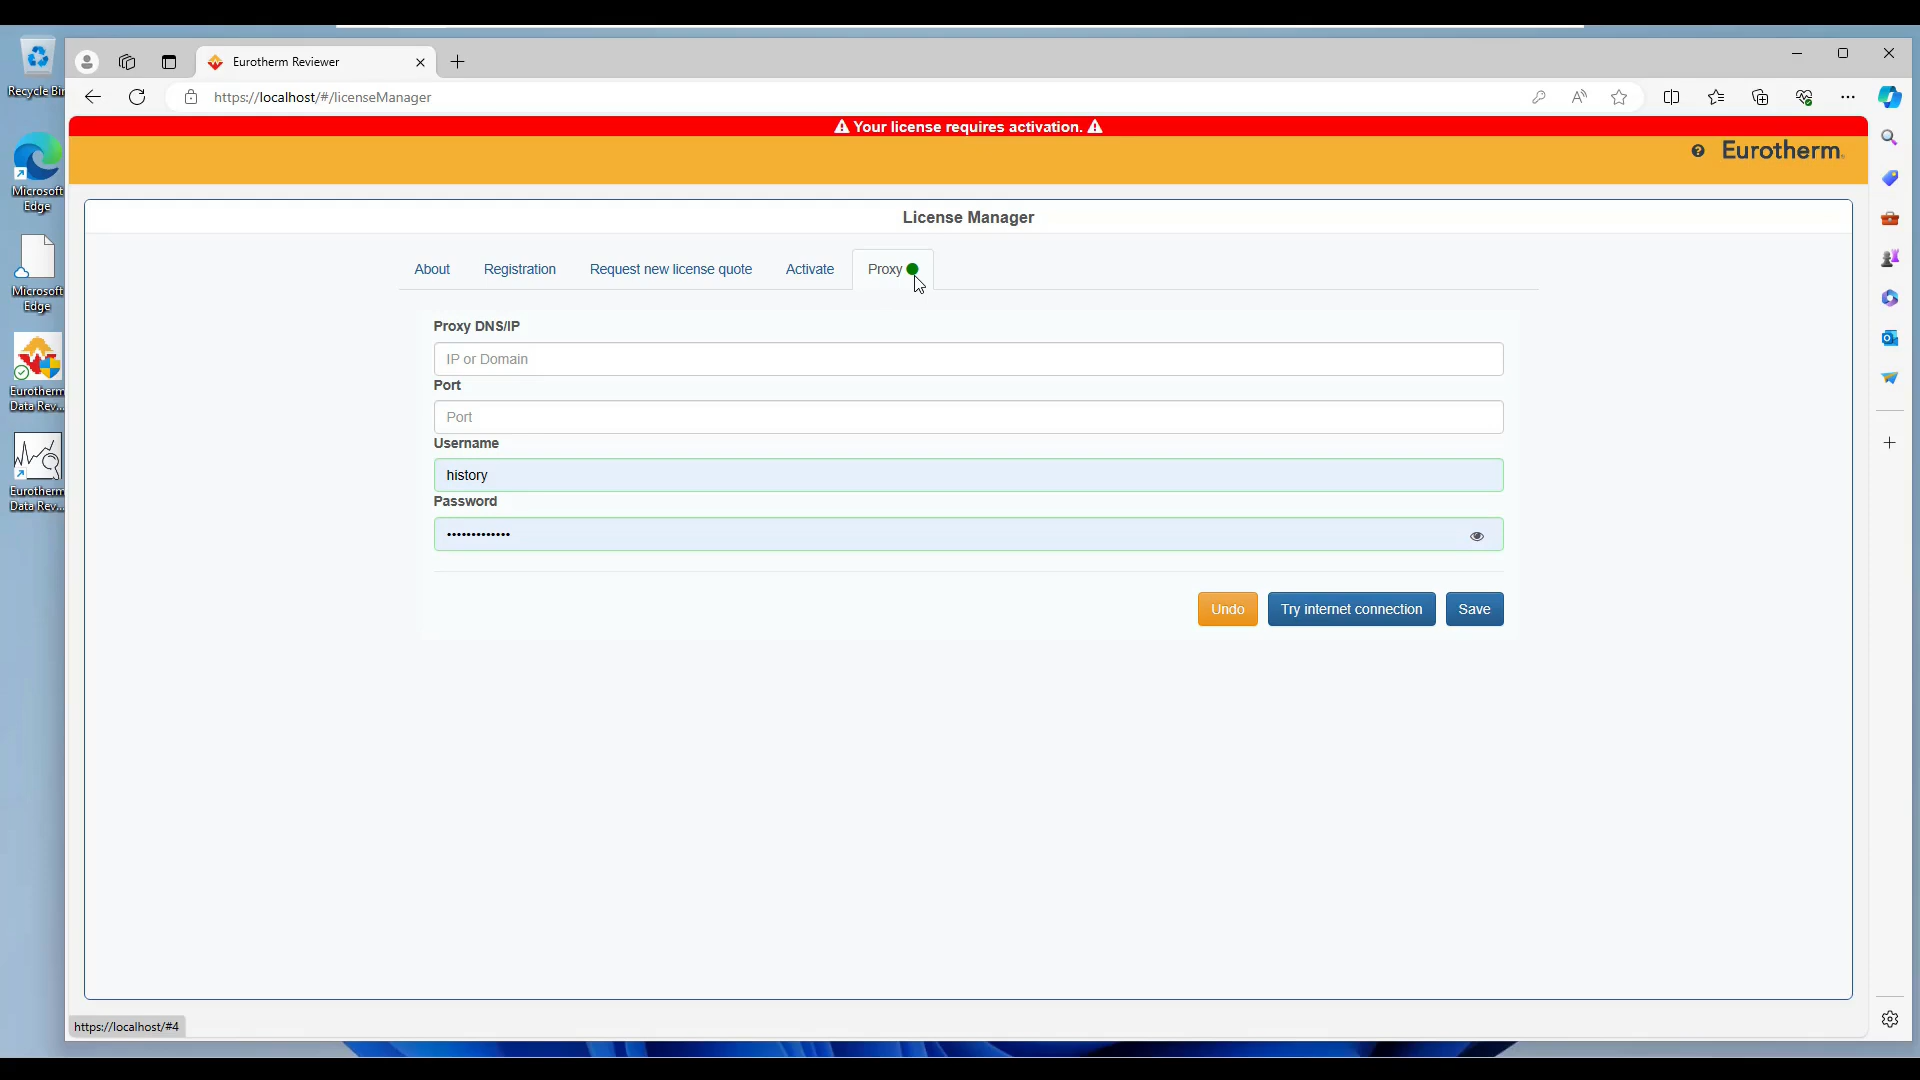 Recycle Bin
Microsoft
Edge
Microsoft
Edge
Eurotherm
Data Rev...
Eurotherm
Data Rev...
Eurotherm Reviewer
https://localhost/#/licenseManager
Your license requires activation.
Eurotherm
License Manager
About
Registration
Request new license quote
Activate
Proxy
Proxy DNS/IP
IP or Domain
Port
Port
Username
history
Password
•••••••••••••
Undo
Try internet connection
Save
https://localhost/#4